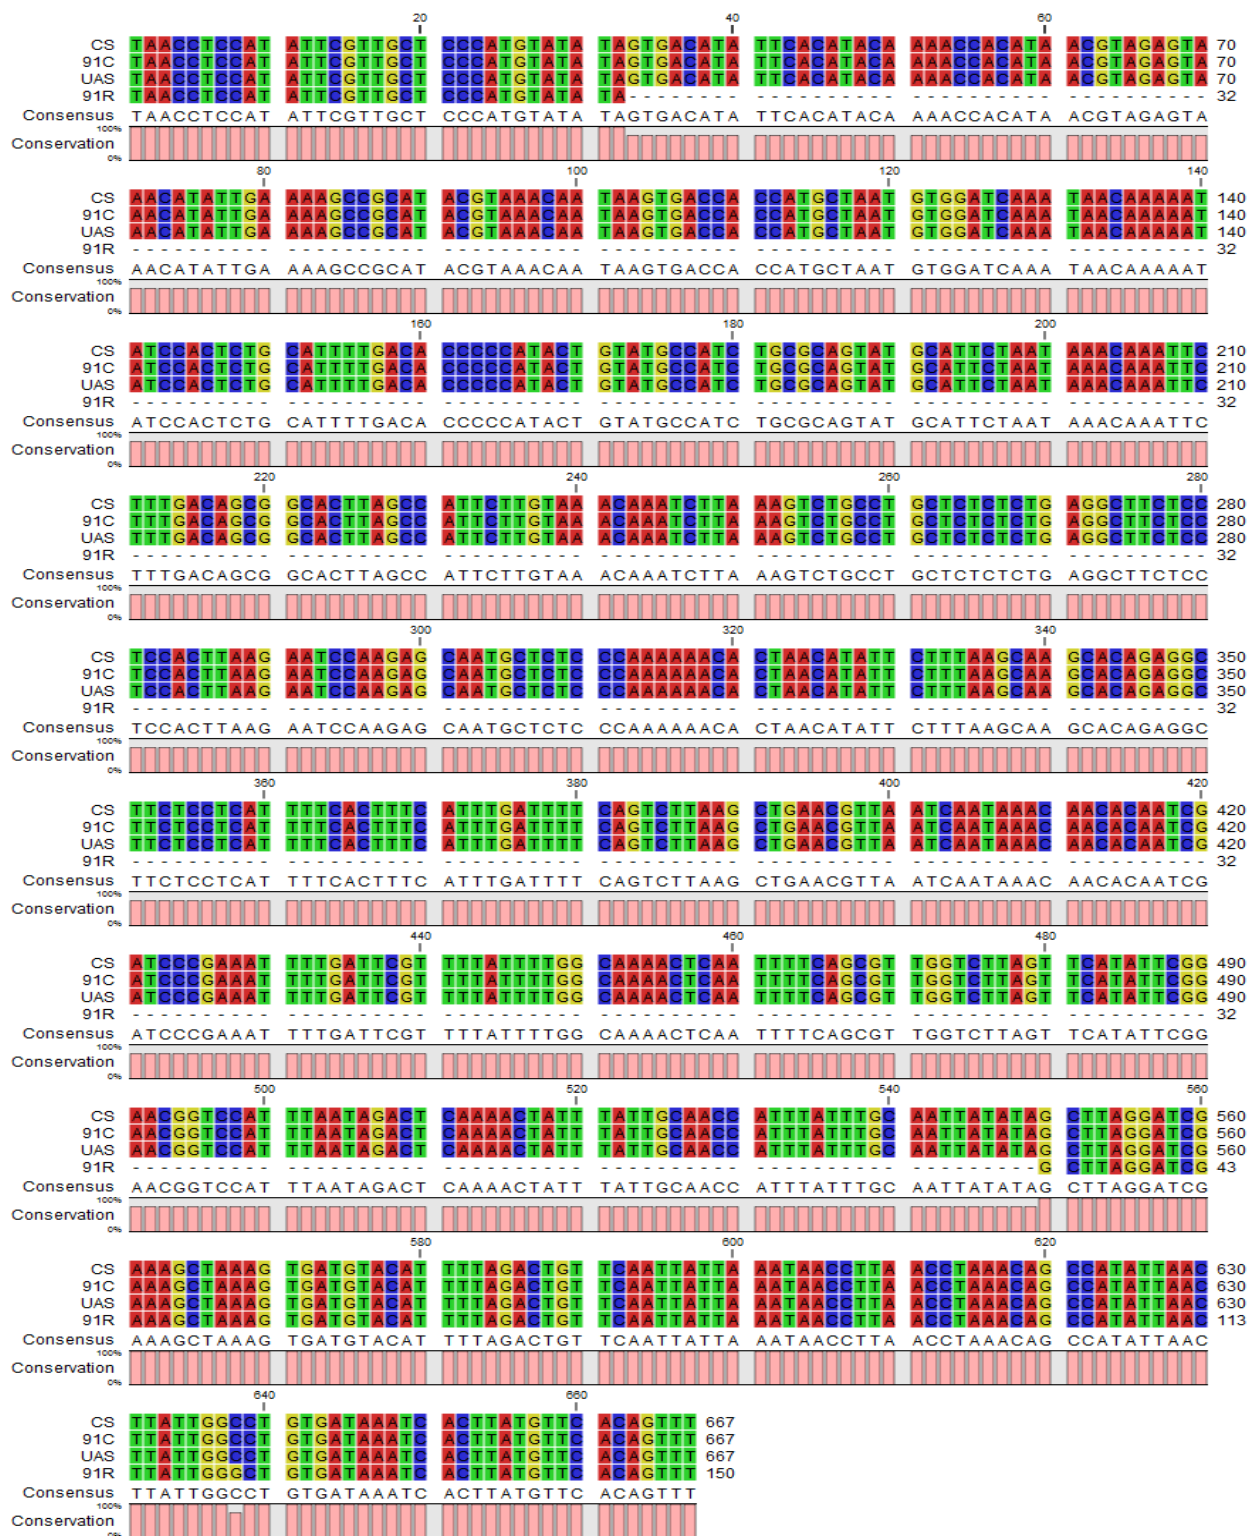 20 40 60
CS TAACCTCCAT ATTCGTTGCT CCCATGTATA TAGTGACATA TTCACATACA AAACCACATA ACGTAGAGTA 70
91C TAACCTCCAT ATTCGTTGCT CCCATGTATA TAGTGACATA TTCACATACA AAACCACATA ACGTAGAGTA 70
UAS TAACCTCCAT ATTCGTTGCT CCCATGTATA TAGTGACATA TTCACATACA AAACCACATA ACGTAGAGTA 70
91R TAACCTCCAT ATTCGTTGCT CCCATGTATA TA-------- ---------- ---------- ---------- 32
Consensus TAACCTCCAT ATTCGTTGCT CCCATGTATA TAGTGACATA TTCACATACA AAACCACATA ACGTAGAGTA
100%
Conservation
0%
80 100 120 140
CS AACATATTGA AAAGCCGCAT ACGTAAACAA TAAGTGACCA CCATGCTAAT GTGGATCAAA TAACAAAAAT 140
91C AACATATTGA AAAGCCGCAT ACGTAAACAA TAAGTGACCA CCATGCTAAT GTGGATCAAA TAACAAAAAT 140
UAS AACATATTGA AAAGCCGCAT ACGTAAACAA TAAGTGACCA CCATGCTAAT GTGGATCAAA TAACAAAAAT 140
91R ---------- ---------- ---------- ---------- ---------- ---------- ---------- 32
Consensus AACATATTGA AAAGCCGCAT ACGTAAACAA TAAGTGACCA CCATGCTAAT GTGGATCAAA TAACAAAAAT
100%
Conservation
0%
160 180 200
CS ATCCACTCTG CATTTTGACA CCCCCATACT GTATGCCATC TGCGCAGTAT GCATTCTAAT AAACAAATTC 210
91C ATCCACTCTG CATTTTGACA CCCCCATACT GTATGCCATC TGCGCAGTAT GCATTCTAAT AAACAAATTC 210
UAS ATCCACTCTG CATTTTGACA CCCCCATACT GTATGCCATC TGCGCAGTAT GCATTCTAAT AAACAAATTC 210
91R ---------- ---------- ---------- ---------- ---------- ---------- ---------- 32
Consensus ATCCACTCTG CATTTTGACA CCCCCATACT GTATGCCATC TGCGCAGTAT GCATTCTAAT AAACAAATTC
100%
Conservation
0%
220 240 260 280
CS TTTGACAGCG GCACTTAGCC ATTCTTGTAA ACAAATCTTA AAGTCTGCCT GCTCTCTCTG AGGCTTCTCC 280
91C TTTGACAGCG GCACTTAGCC ATTCTTGTAA ACAAATCTTA AAGTCTGCCT GCTCTCTCTG AGGCTTCTCC 280
UAS TTTGACAGCG GCACTTAGCC ATTCTTGTAA ACAAATCTTA AAGTCTGCCT GCTCTCTCTG AGGCTTCTCC 280
91R ---------- ---------- ---------- ---------- ---------- ---------- ---------- 32
Consensus TTTGACAGCG GCACTTAGCC ATTCTTGTAA ACAAATCTTA AAGTCTGCCT GCTCTCTCTG AGGCTTCTCC
100%
Conservation
0%
300 320 340
CS TCCACTTAAG AATCCAAGAG CAATGCTCTC CCAAAAAACA CTAACATATT CTTTAAGCAA GCACAGAGGC 350
91C TCCACTTAAG AATCCAAGAG CAATGCTCTC CCAAAAAACA CTAACATATT CTTTAAGCAA GCACAGAGGC 350
UAS TCCACTTAAG AATCCAAGAG CAATGCTCTC CCAAAAAACA CTAACATATT CTTTAAGCAA GCACAGAGGC 350
91R ---------- ---------- ---------- ---------- ---------- ---------- ---------- 32
Consensus TCCACTTAAG AATCCAAGAG CAATGCTCTC CCAAAAAACA CTAACATATT CTTTAAGCAA GCACAGAGGC
100%
Conservation
0%
360 380 400 420
CS TTCTCCTCAT TTTCACTTTC ATTTGATTTT CAGTCTTAAG CTGAACGTTA ATCAATAAAC AACACAATCG 420
91C TTCTCCTCAT TTTCACTTTC ATTTGATTTT CAGTCTTAAG CTGAACGTTA ATCAATAAAC AACACAATCG 420
UAS TTCTCCTCAT TTTCACTTTC ATTTGATTTT CAGTCTTAAG CTGAACGTTA ATCAATAAAC AACACAATCG 420
91R ---------- ---------- ---------- ---------- ---------- ---------- ---------- 32
Consensus TTCTCCTCAT TTTCACTTTC ATTTGATTTT CAGTCTTAAG CTGAACGTTA ATCAATAAAC AACACAATCG
100%
Conservation
0%
440 460 480
CS ATCCCGAAAT TTTGATTCGT TTTATTTTGG CAAAACTCAA TTTTCAGCGT TGGTCTTAGT TCATATTCGG 490
91C ATCCCGAAAT TTTGATTCGT TTTATTTTGG CAAAACTCAA TTTTCAGCGT TGGTCTTAGT TCATATTCGG 490
UAS ATCCCGAAAT TTTGATTCGT TTTATTTTGG CAAAACTCAA TTTTCAGCGT TGGTCTTAGT TCATATTCGG 490
91R ---------- ---------- ---------- ---------- ---------- ---------- ---------- 32
Consensus ATCCCGAAAT TTTGATTCGT TTTATTTTGG CAAAACTCAA TTTTCAGCGT TGGTCTTAGT TCATATTCGG
100%
Conservation
0%
500 520 540 560
CS AACGGTCCAT TTAATAGACT CAAAACTATT TATTGCAACC ATTTATTTGC AATTATATAG CTTAGGATCG 560
91C AACGGTCCAT TTAATAGACT CAAAACTATT TATTGCAACC ATTTATTTGC AATTATATAG CTTAGGATCG 560
UAS AACGGTCCAT TTAATAGACT CAAAACTATT TATTGCAACC ATTTATTTGC AATTATATAG CTTAGGATCG 560
91R ---------- ---------- ---------- ---------- ---------- ---------G CTTAGGATCG 43
Consensus AACGGTCCAT TTAATAGACT CAAAACTATT TATTGCAACC ATTTATTTGC AATTATATAG CTTAGGATCG
100%
Conservation
0%
580 600 620
CS AAAGCTAAAG TGATGTACAT TTTAGACTGT TCAATTATTA AATAACCTTA ACCTAAACAG CCATATTAAC 630
91C AAAGCTAAAG TGATGTACAT TTTAGACTGT TCAATTATTA AATAACCTTA ACCTAAACAG CCATATTAAC 630
UAS AAAGCTAAAG TGATGTACAT TTTAGACTGT TCAATTATTA AATAACCTTA ACCTAAACAG CCATATTAAC 630
91R AAAGCTAAAG TGATGTACAT TTTAGACTGT TCAATTATTA AATAACCTTA ACCTAAACAG CCATATTAAC 113
Consensus AAAGCTAAAG TGATGTACAT TTTAGACTGT TCAATTATTA AATAACCTTA ACCTAAACAG CCATATTAAC
100%
Conservation
0%
640 660
CS TTATTGGCCT GTGATAAATC ACTTATGTTC ACAGTTT 667
91C TTATTGGCCT GTGATAAATC ACTTATGTTC ACAGTTT 667
UAS TTATTGGCCT GTGATAAATC ACTTATGTTC ACAGTTT 667
91R TTATTGGGCT GTGATAAATC ACTTATGTTC ACAGTTT 150
Consensus TTATTGGCCT GTGATAAATC ACTTATGTTC ACAGTTT
100%
Conservation
0%